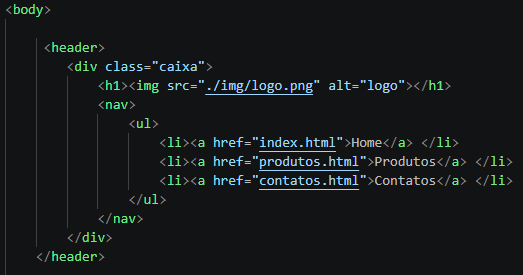 <body>
<header>
<div class="caixa">
<h1><img src="./img/logo.png" alt="logo"></h1>
<nav>
<ul>
<li><a href="index.html">Home</a> </li>
<li><a href="produtos.html">Produtos</a> </li>
<li><a href="contatos.html">Contatos</a> </li>
</ul>
</nav>
</div>
</header>